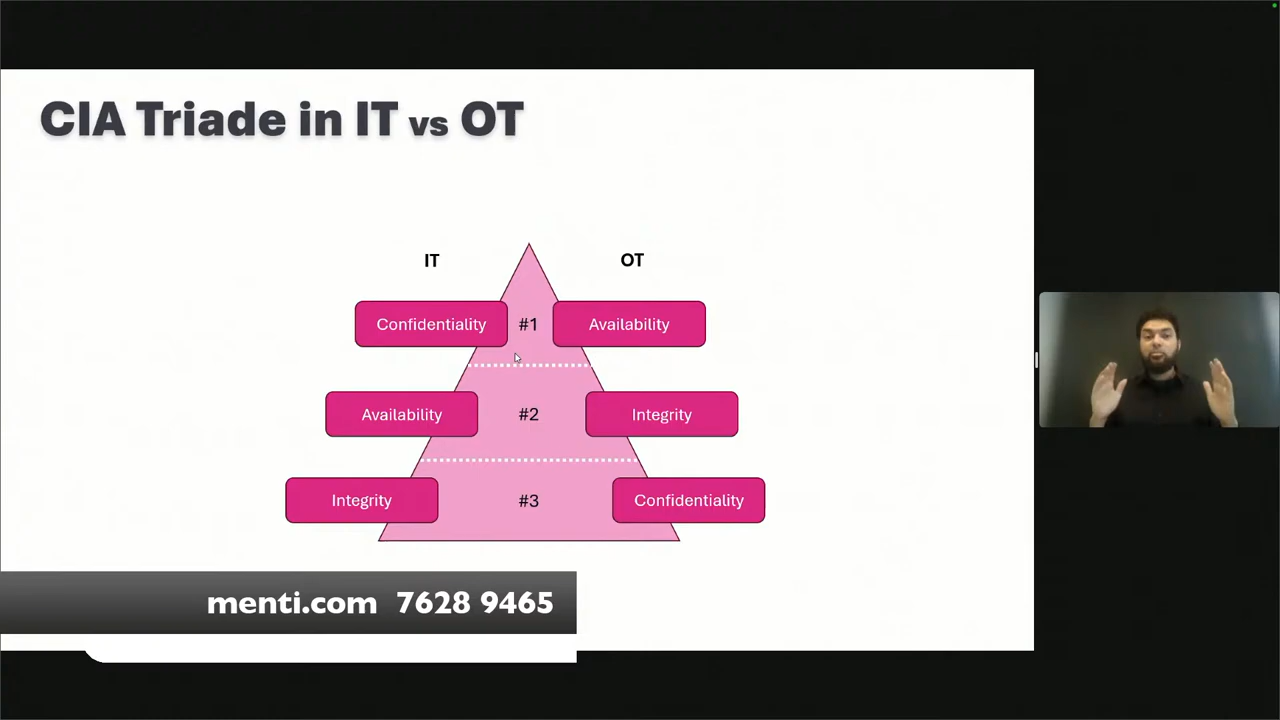 CIA Triade in IT vs OT
IT
OT
Confidentiality
#1
Availability
Availability
#2
Integrity
Integrity
#3
Confidentiality
menti.com 7628 9465